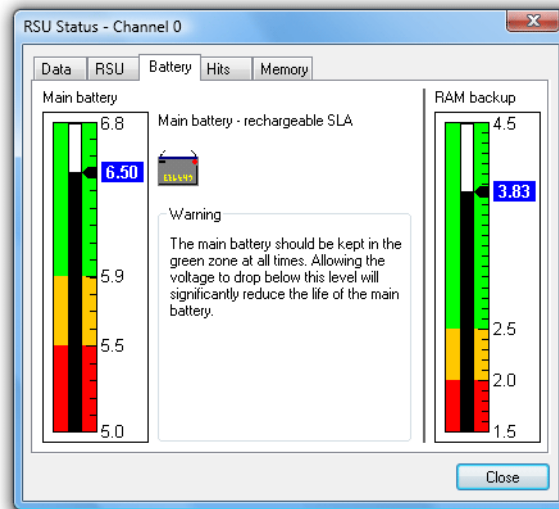 RSU Status - Channel 0
Data
RSU
Battery
Hits
Memory
Main battery
6.8
6.50
5.9
5.5
5.0
Main battery - rechargeable SLA
Warning
The main battery should be kept in the
green zone at all times. Allowing the
voltage to drop below this level will
significantly reduce the life of the main
battery.
RAM backup
4.5
3.83
2.5
2.0
1.5
Close